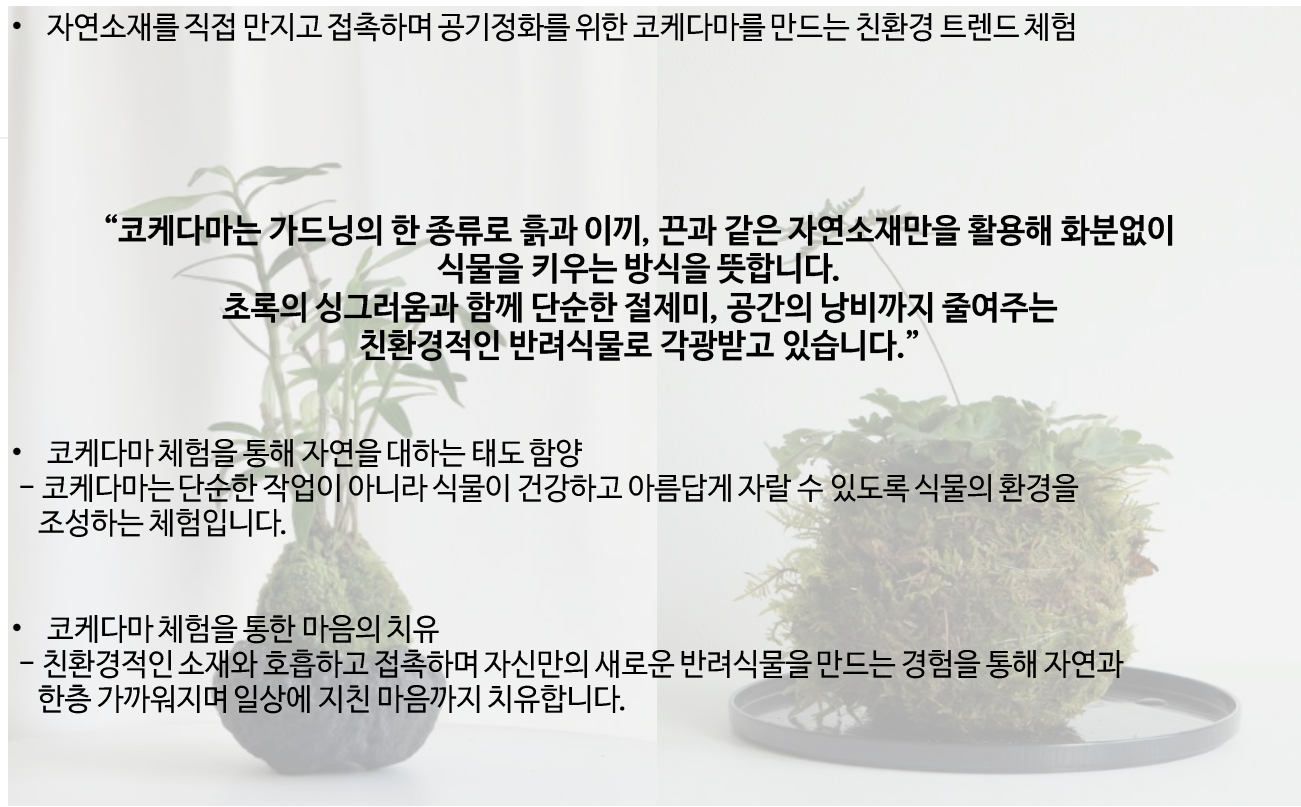 • 자연소재를 직접 만지고 접촉하며 공기정화를 위한 코케다마를 만드는 친환경 트렌드 체험
“코케다마는 가드닝의 한 종류로 흙과 이끼, 끈과 같은 자연소재만을 활용해 화분없이
식물을 키우는 방식을 뜻합니다.
초록의 싱그러움과 함께 단순한 절제미, 공간의 낭비까지 줄여주는
친환경적인 반려식물로 각광받고 있습니다.”
• 코케다마 체험을 통해 자연을 대하는 태도 함양
– 코케다마는 단순한 작업이 아니라 식물이 건강하고 아름답게 자랄 수 있도록 식물의 환경을
조성하는 체험입니다.
• 코케다마 체험을 통한 마음의 치유
– 친환경적인 소재와 호흡하고 접촉하며 자신만의 새로운 반려식물을 만드는 경험을 통해 자연과
한층 가까워지며 일상에 지친 마음까지 치유합니다.